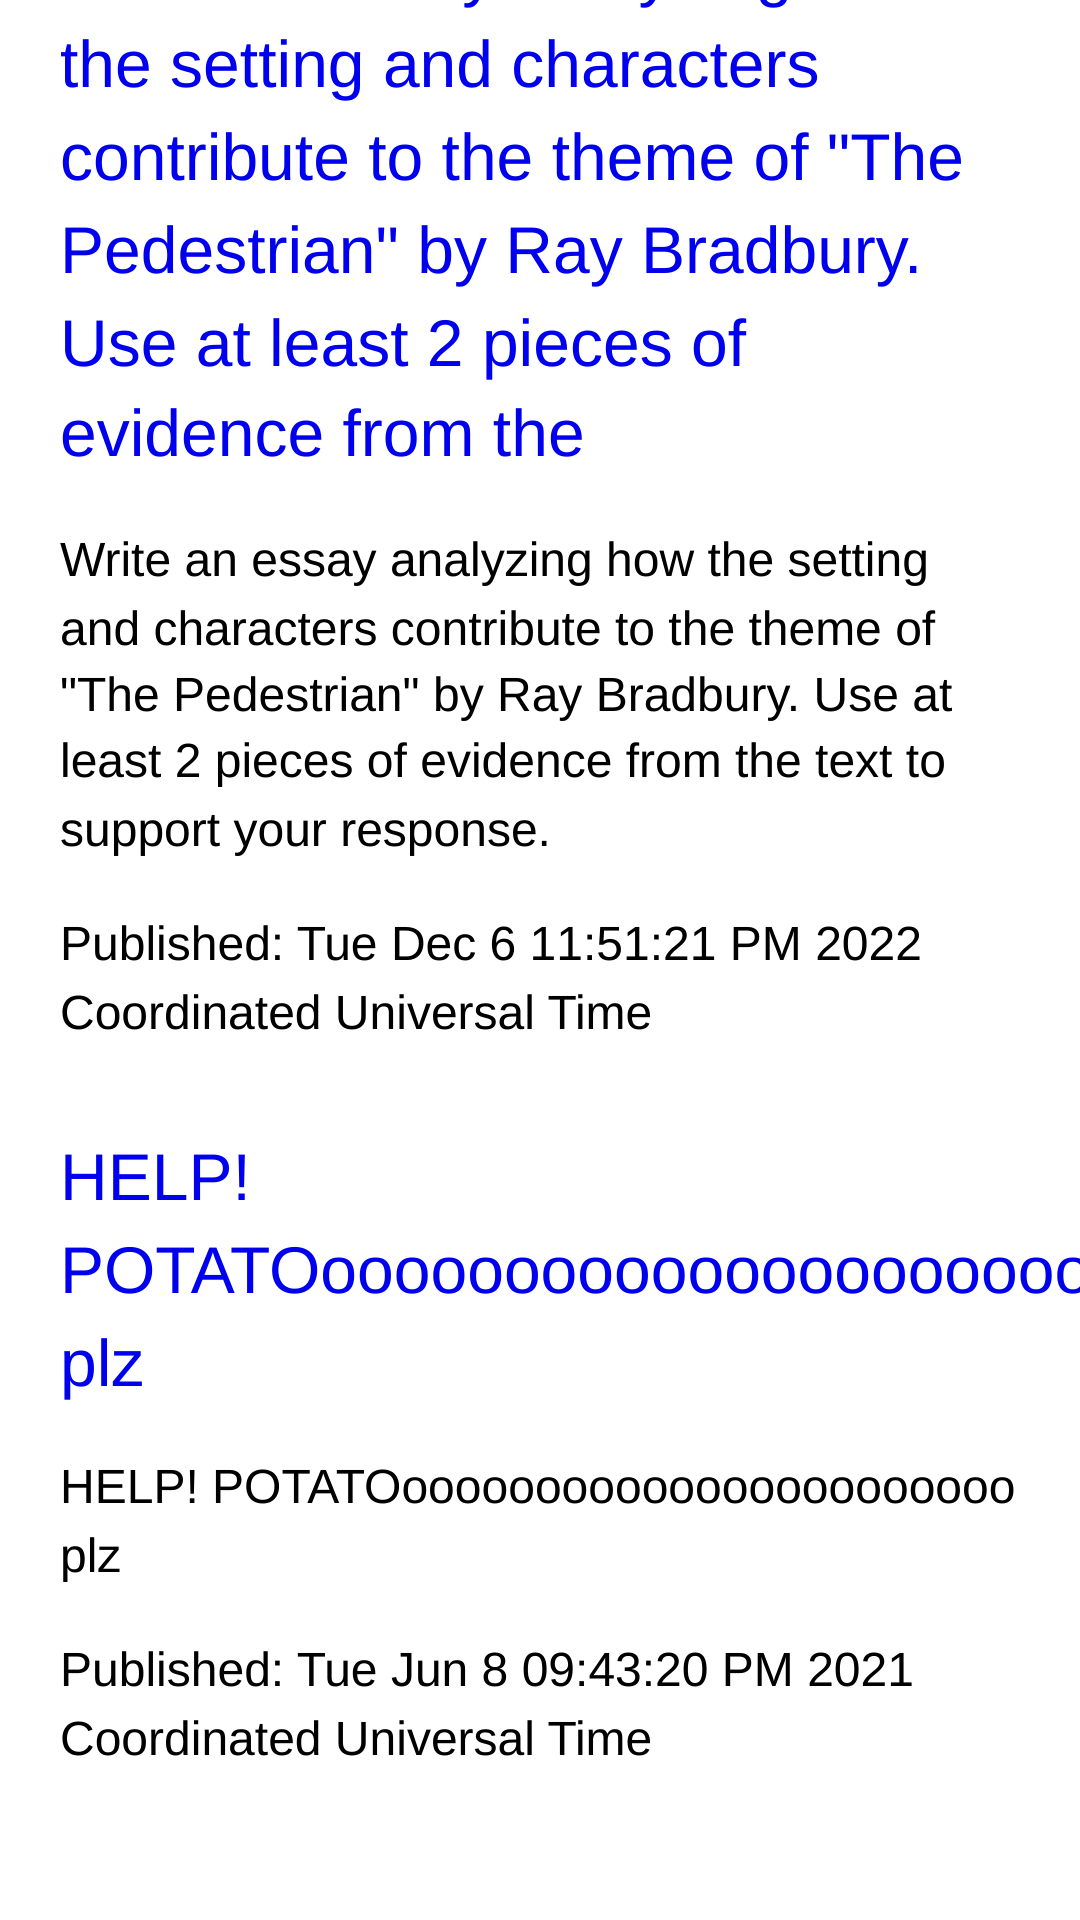 the setting and characters
contribute to the theme of "The
Pedestrian" by Ray Bradbury.
Use at least 2 pieces of
evidence from the
Write an essay analyzing how the setting
and characters contribute to the theme of
"The Pedestrian" by Ray Bradbury. Use at
least 2 pieces of evidence from the text to
support your response.
Published: Tue Dec 6 11:51:21 PM 2022
Coordinated Universal Time
HELP!
POTATOooooooooooooooooooooo
plz
HELP! POTATOooooooooooooooooooooooo
plz
Published: Tue Jun 8 09:43:20 PM 2021
Coordinated Universal Time